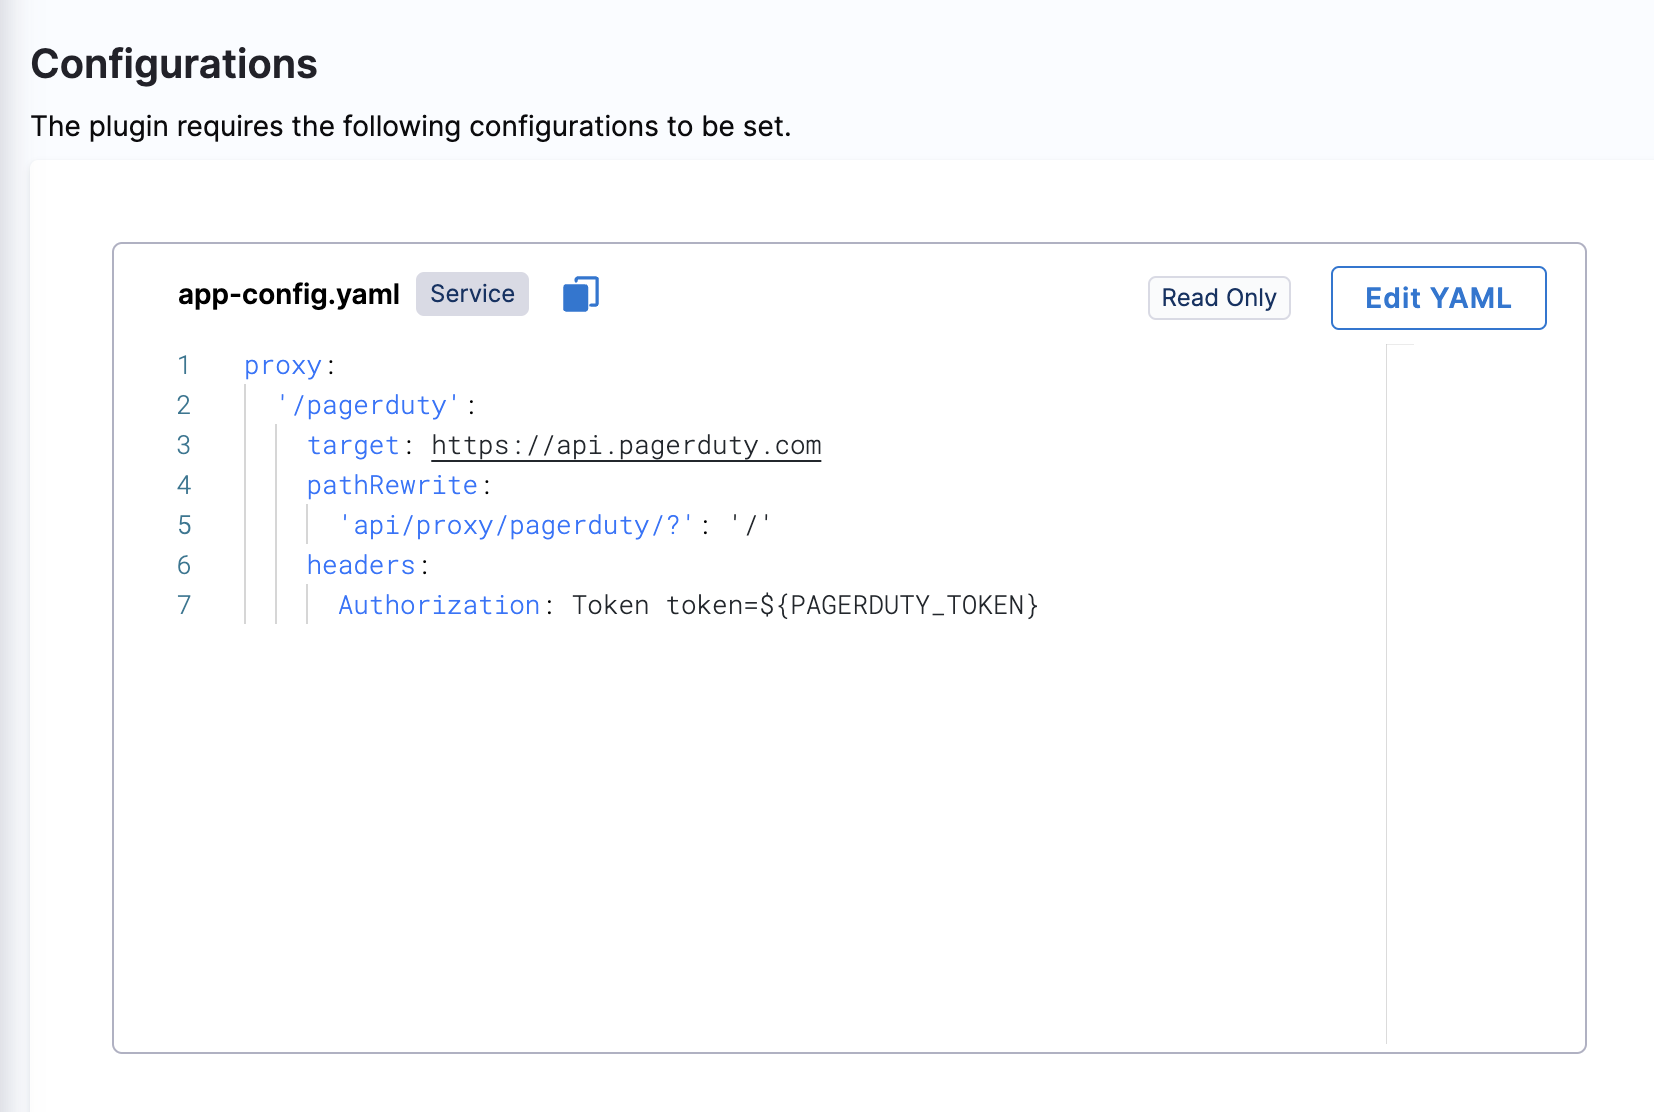 Configurations
The plugin requires the following configurations to be set.
app-config.yaml Service Read Only Edit YAML
1 proxy:
2   '/pagerduty':
3     target: https://api.pagerduty.com
4     pathRewrite:
5       'api/proxy/pagerduty/?': '/'
6     headers:
7       Authorization: Token token=${PAGERDUTY_TOKEN}